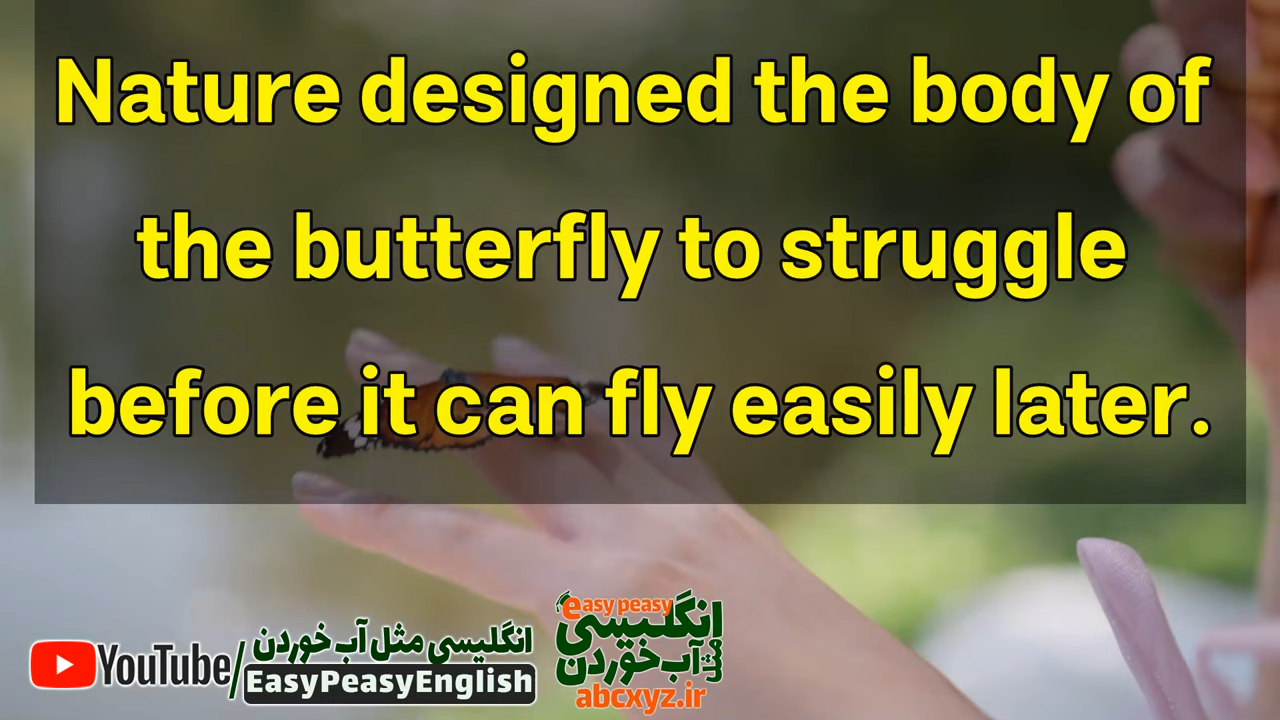 Nature designed the body of
the butterfly to struggle
before it can fly easily later.
YouTube/
انگلیسی مثل آب خوردن
EasyPeasyEnglish
easy peasy
انگلیسی
مثل
آب خوردن
abcxyz.ir